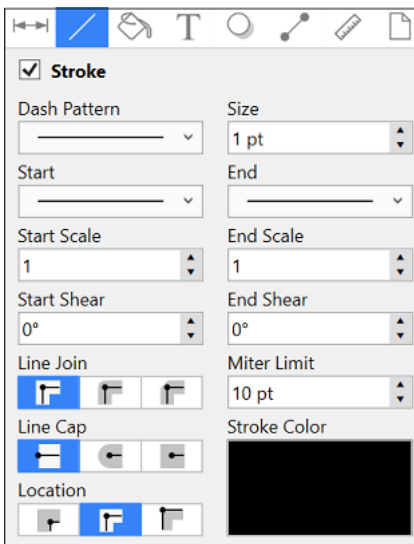 T
Stroke
Dash Pattern Size
1 pt
Start End
Start Scale End Scale
1 1
Start Shear End Shear
0° 0°
Line Join Miter Limit
10 pt
Line Cap Stroke Color
Location